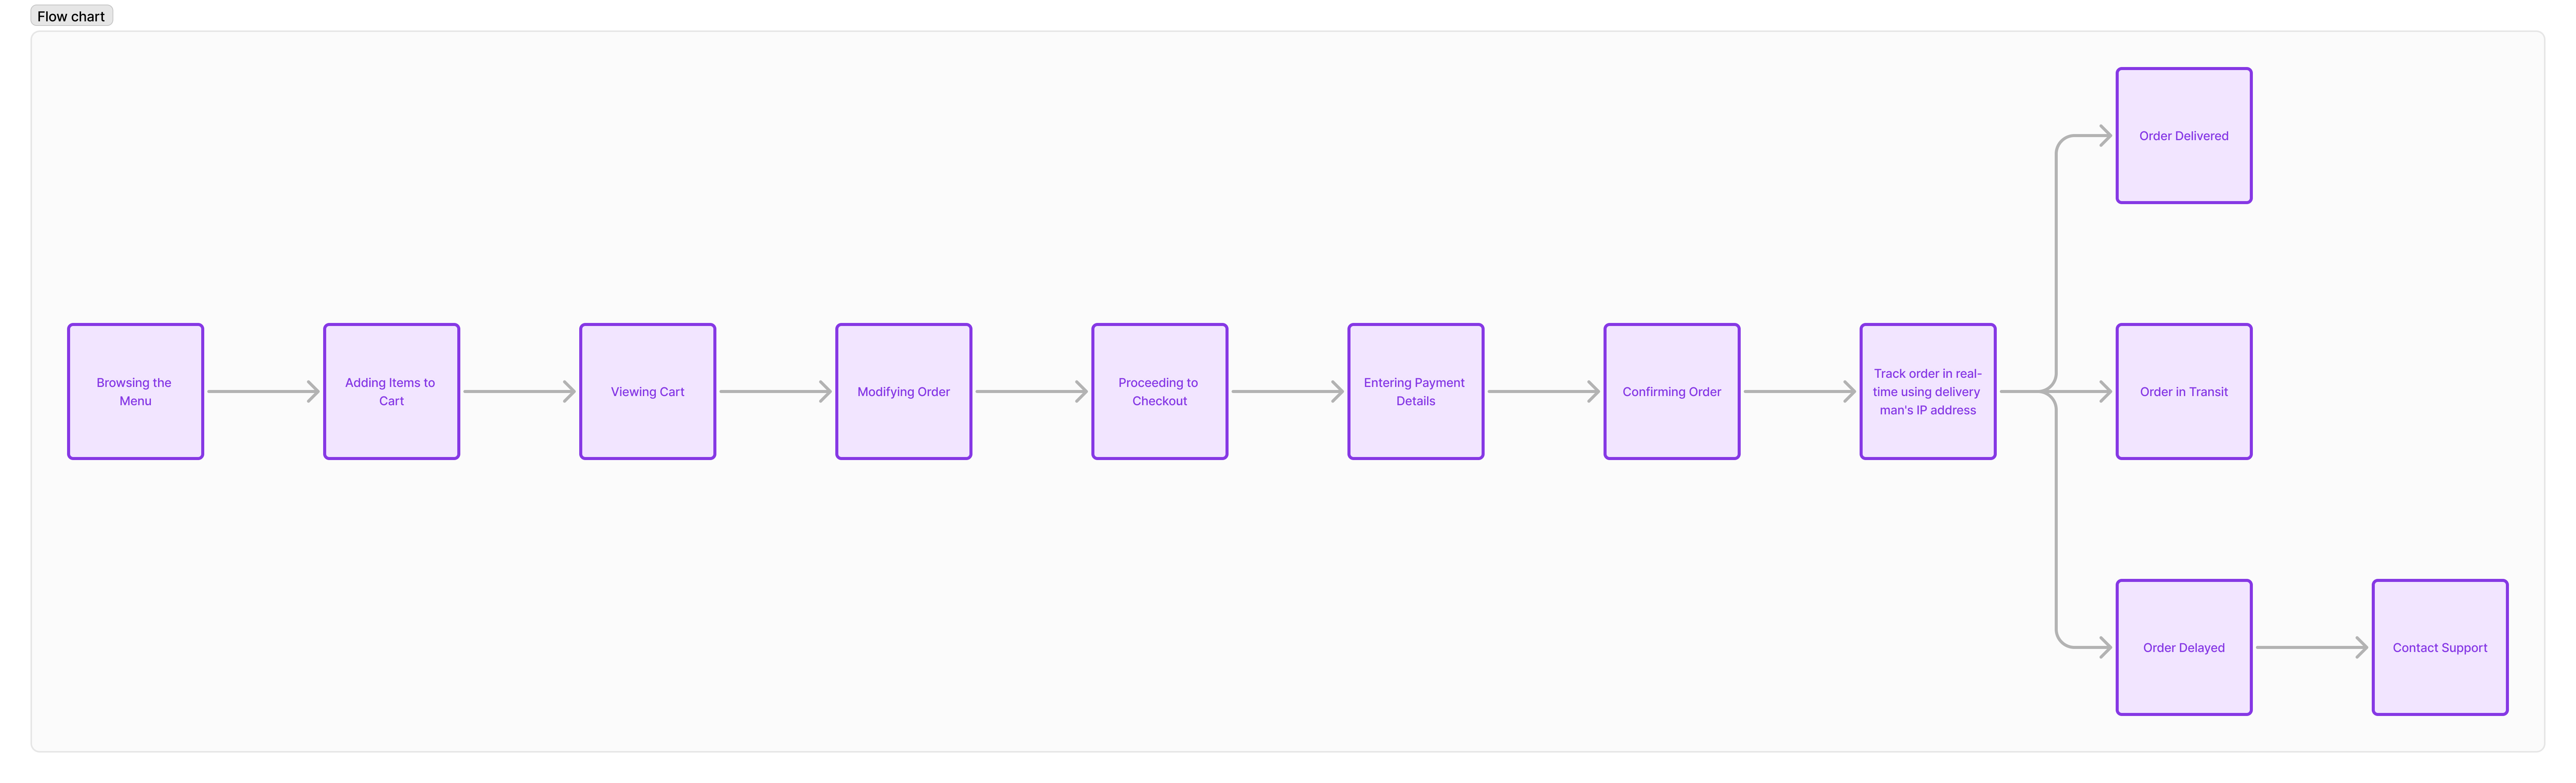 Flow chart
Order Delivered
Browsing the
Menu
Adding Items to
Cart
Viewing Cart
Modifying Order
Proceeding to
Checkout
Entering Payment
Details
Confirming Order
Track order in real-
time using delivery
man's IP address
Order in Transit
Order Delayed
Contact Support